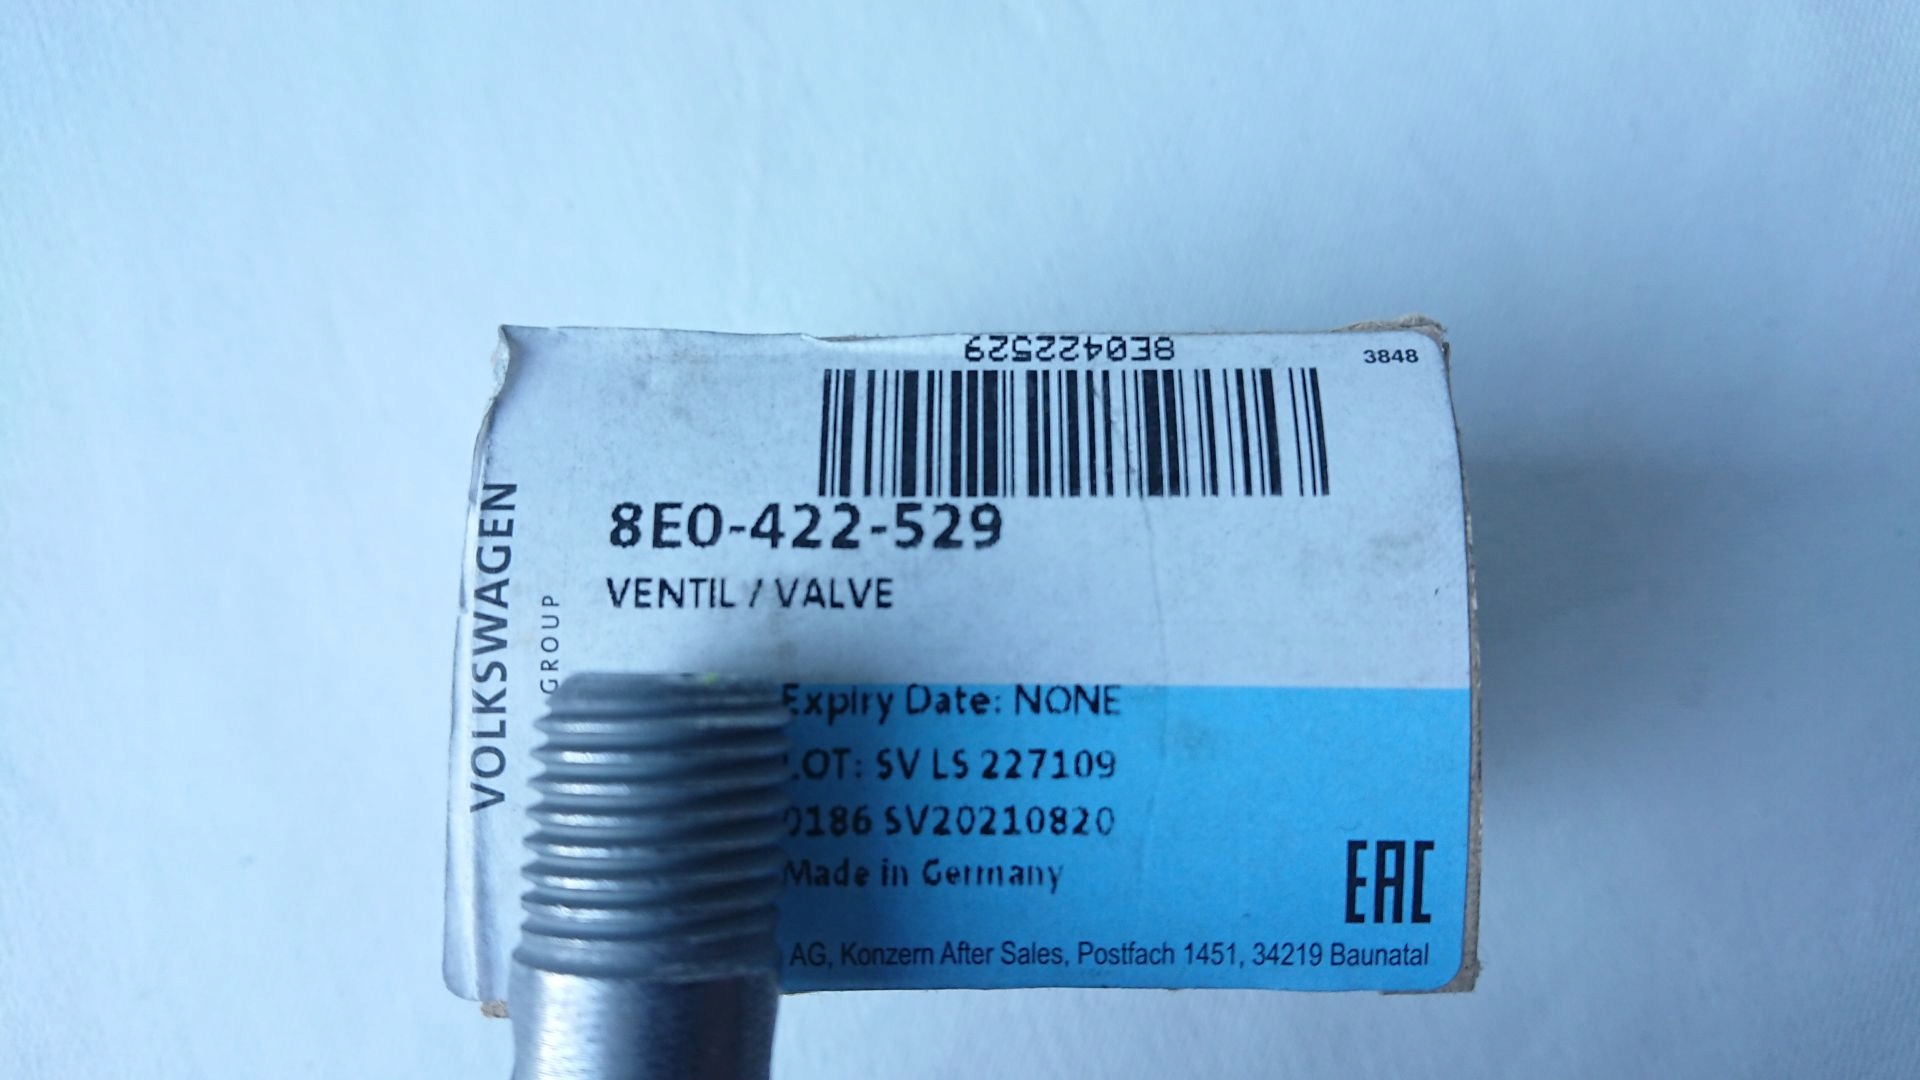 8E0422529
3848
VOLKSWAGEN
GROUP
8E0-422-529
VENTIL / VALVE
Expiry Date: NONE
LOT: SV LS 227109
0186 SV20210820
Made in Germany
EAC
AG, Konzern After Sales, Postfach 1451, 34219 Baunatal